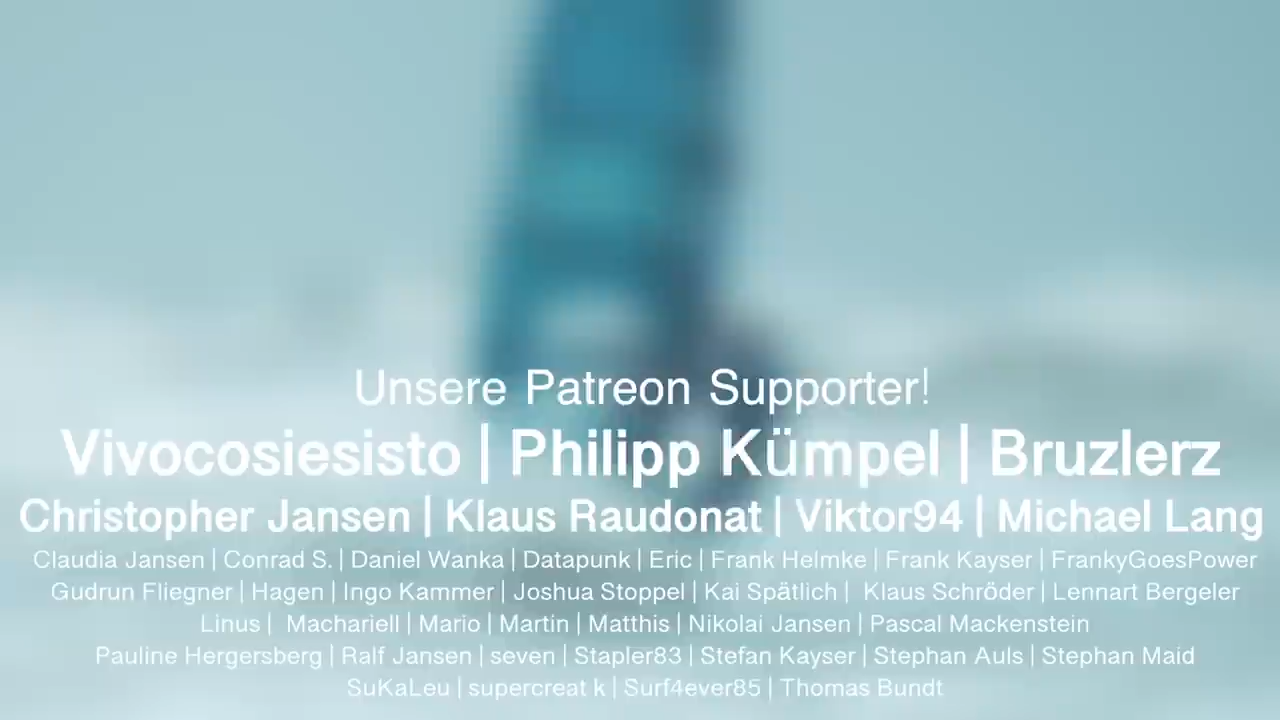 Unsere Patreon Supporter!
Vivocosiesisto | Philipp Kümpel | Bruzlerz
Christopher Jansen | Klaus Raudonat | Viktor94 | Michael Lang
Claudia Jansen | Conrad S. | Daniel Wanka | Datapunk | Eric | Frank Helmke | Frank Kayser | FrankyGoesPower
Gudrun Fliegner | Hagen | Ingo Kammer | Joshua Stoppel | Kai Spätlich | Klaus Schröder | Lennart Bergeler
Linus | Machariell | Mario | Martin | Matthis | Nikolai Jansen | Pascal Mackenstein
Pauline Hergersberg | Ralf Jansen | seven | Stapler83 | Stefan Kayser | Stephan Auls | Stephan Maid
SuKaLeu | supercreat k | Surf4ever85 | Thomas Bundt